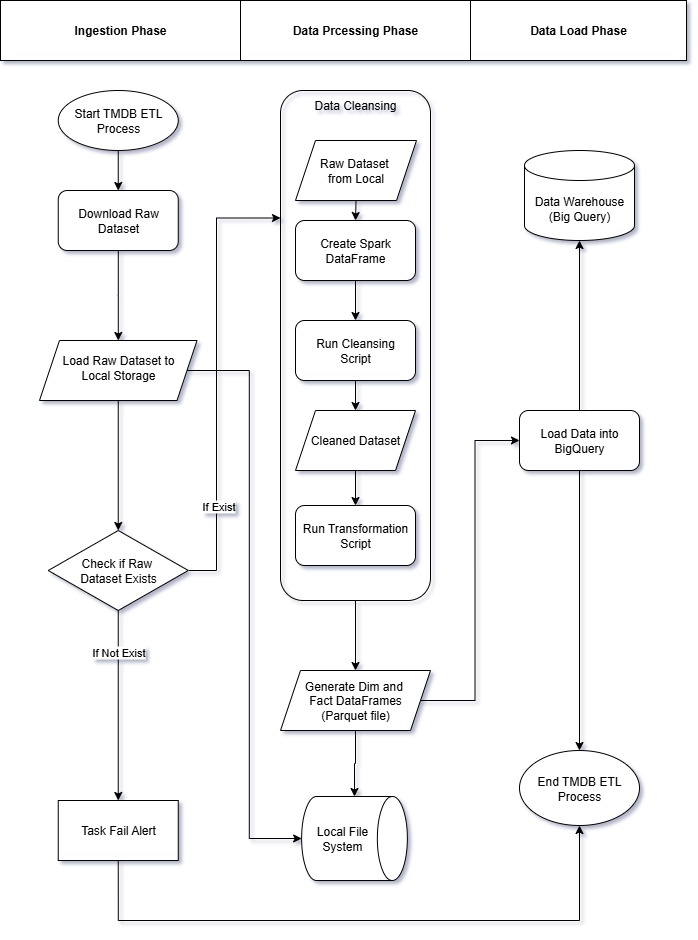 Ingestion Phase
Data Prcessing Phase
Data Load Phase
Start TMDB ETL
Process
Download Raw
Dataset
Load Raw Dataset to
Local Storage
If Exist
Check if Raw
Dataset Exists
If Not Exist
Task Fail Alert
Data Cleansing
Raw Dataset
from Local
Create Spark
DataFrame
Run Cleansing
Script
Cleaned Dataset
Run Transformation
Script
Generate Dim and
Fact DataFrames
(Parquet file)
Local File
System
Data Warehouse
(Big Query)
Load Data into
BigQuery
End TMDB ETL
Process